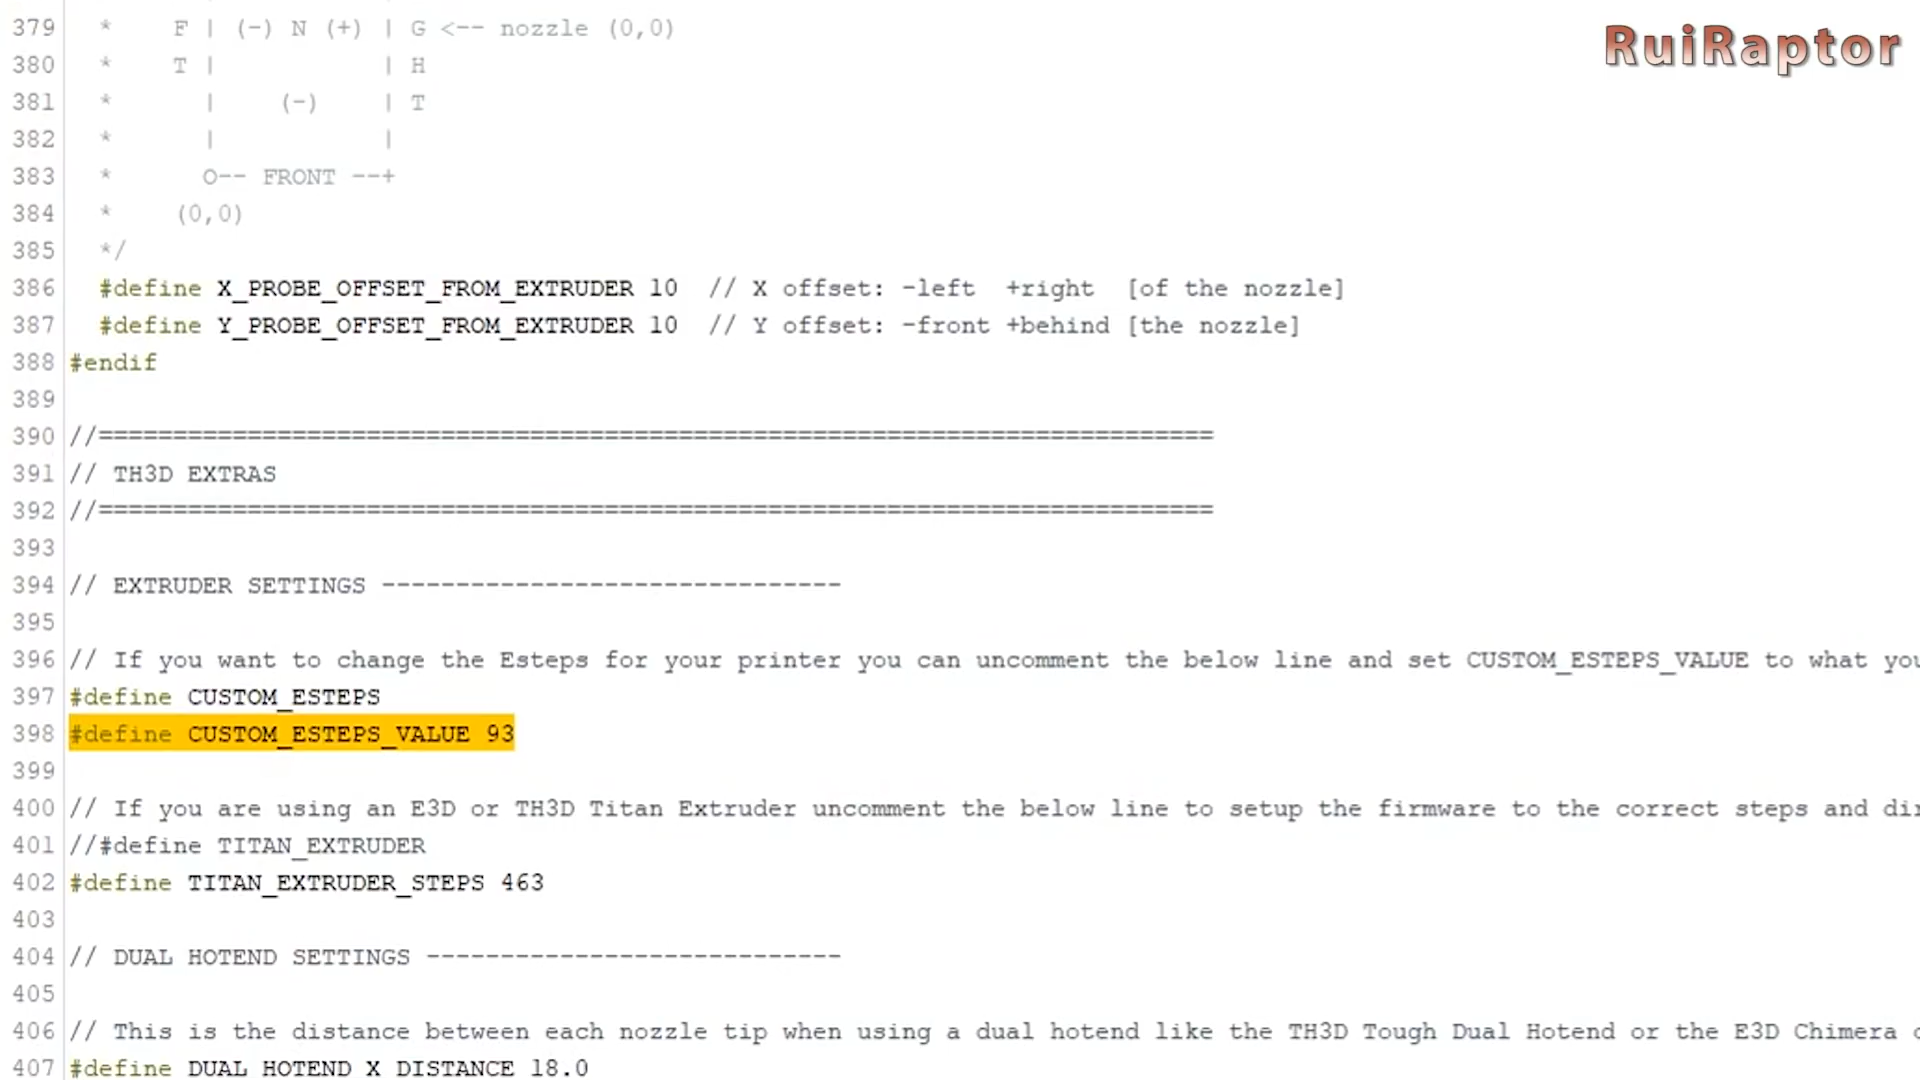 RuiRaptor
379 * F | (-) N (+) | G <-- nozzle (0,0)
380 * T | | H
381 * | (-) | T
382 * | |
383 * O-- FRONT --+
384 * (0,0)
385 */
386 #define X_PROBE_OFFSET_FROM_EXTRUDER 10 // X offset: -left +right [of the nozzle]
387 #define Y_PROBE_OFFSET_FROM_EXTRUDER 10 // Y offset: -front +behind [the nozzle]
388 #endif
389
390 //===========================================================================
391 // TH3D EXTRAS
392 //===========================================================================
393
394 // EXTRUDER SETTINGS -------------------------------
395
396 // If you want to change the Esteps for your printer you can uncomment the below line and set CUSTOM_ESTEPS_VALUE to what
397 #define CUSTOM_ESTEPS
398 #define CUSTOM_ESTEPS_VALUE 93
399
400 // If you are using an E3D or TH3D Titan Extruder uncomment the below line to setup the firmware to the correct steps and
401 //#define TITAN_EXTRUDER
402 #define TITAN_EXTRUDER_STEPS 463
403
404 // DUAL HOTEND SETTINGS ----------------------------
405
406 // This is the distance between each nozzle tip when using a dual hotend like the TH3D Tough Dual Hotend or the E3D Chimera
407 #define DUAL_HOTEND_X_DISTANCE 18.0